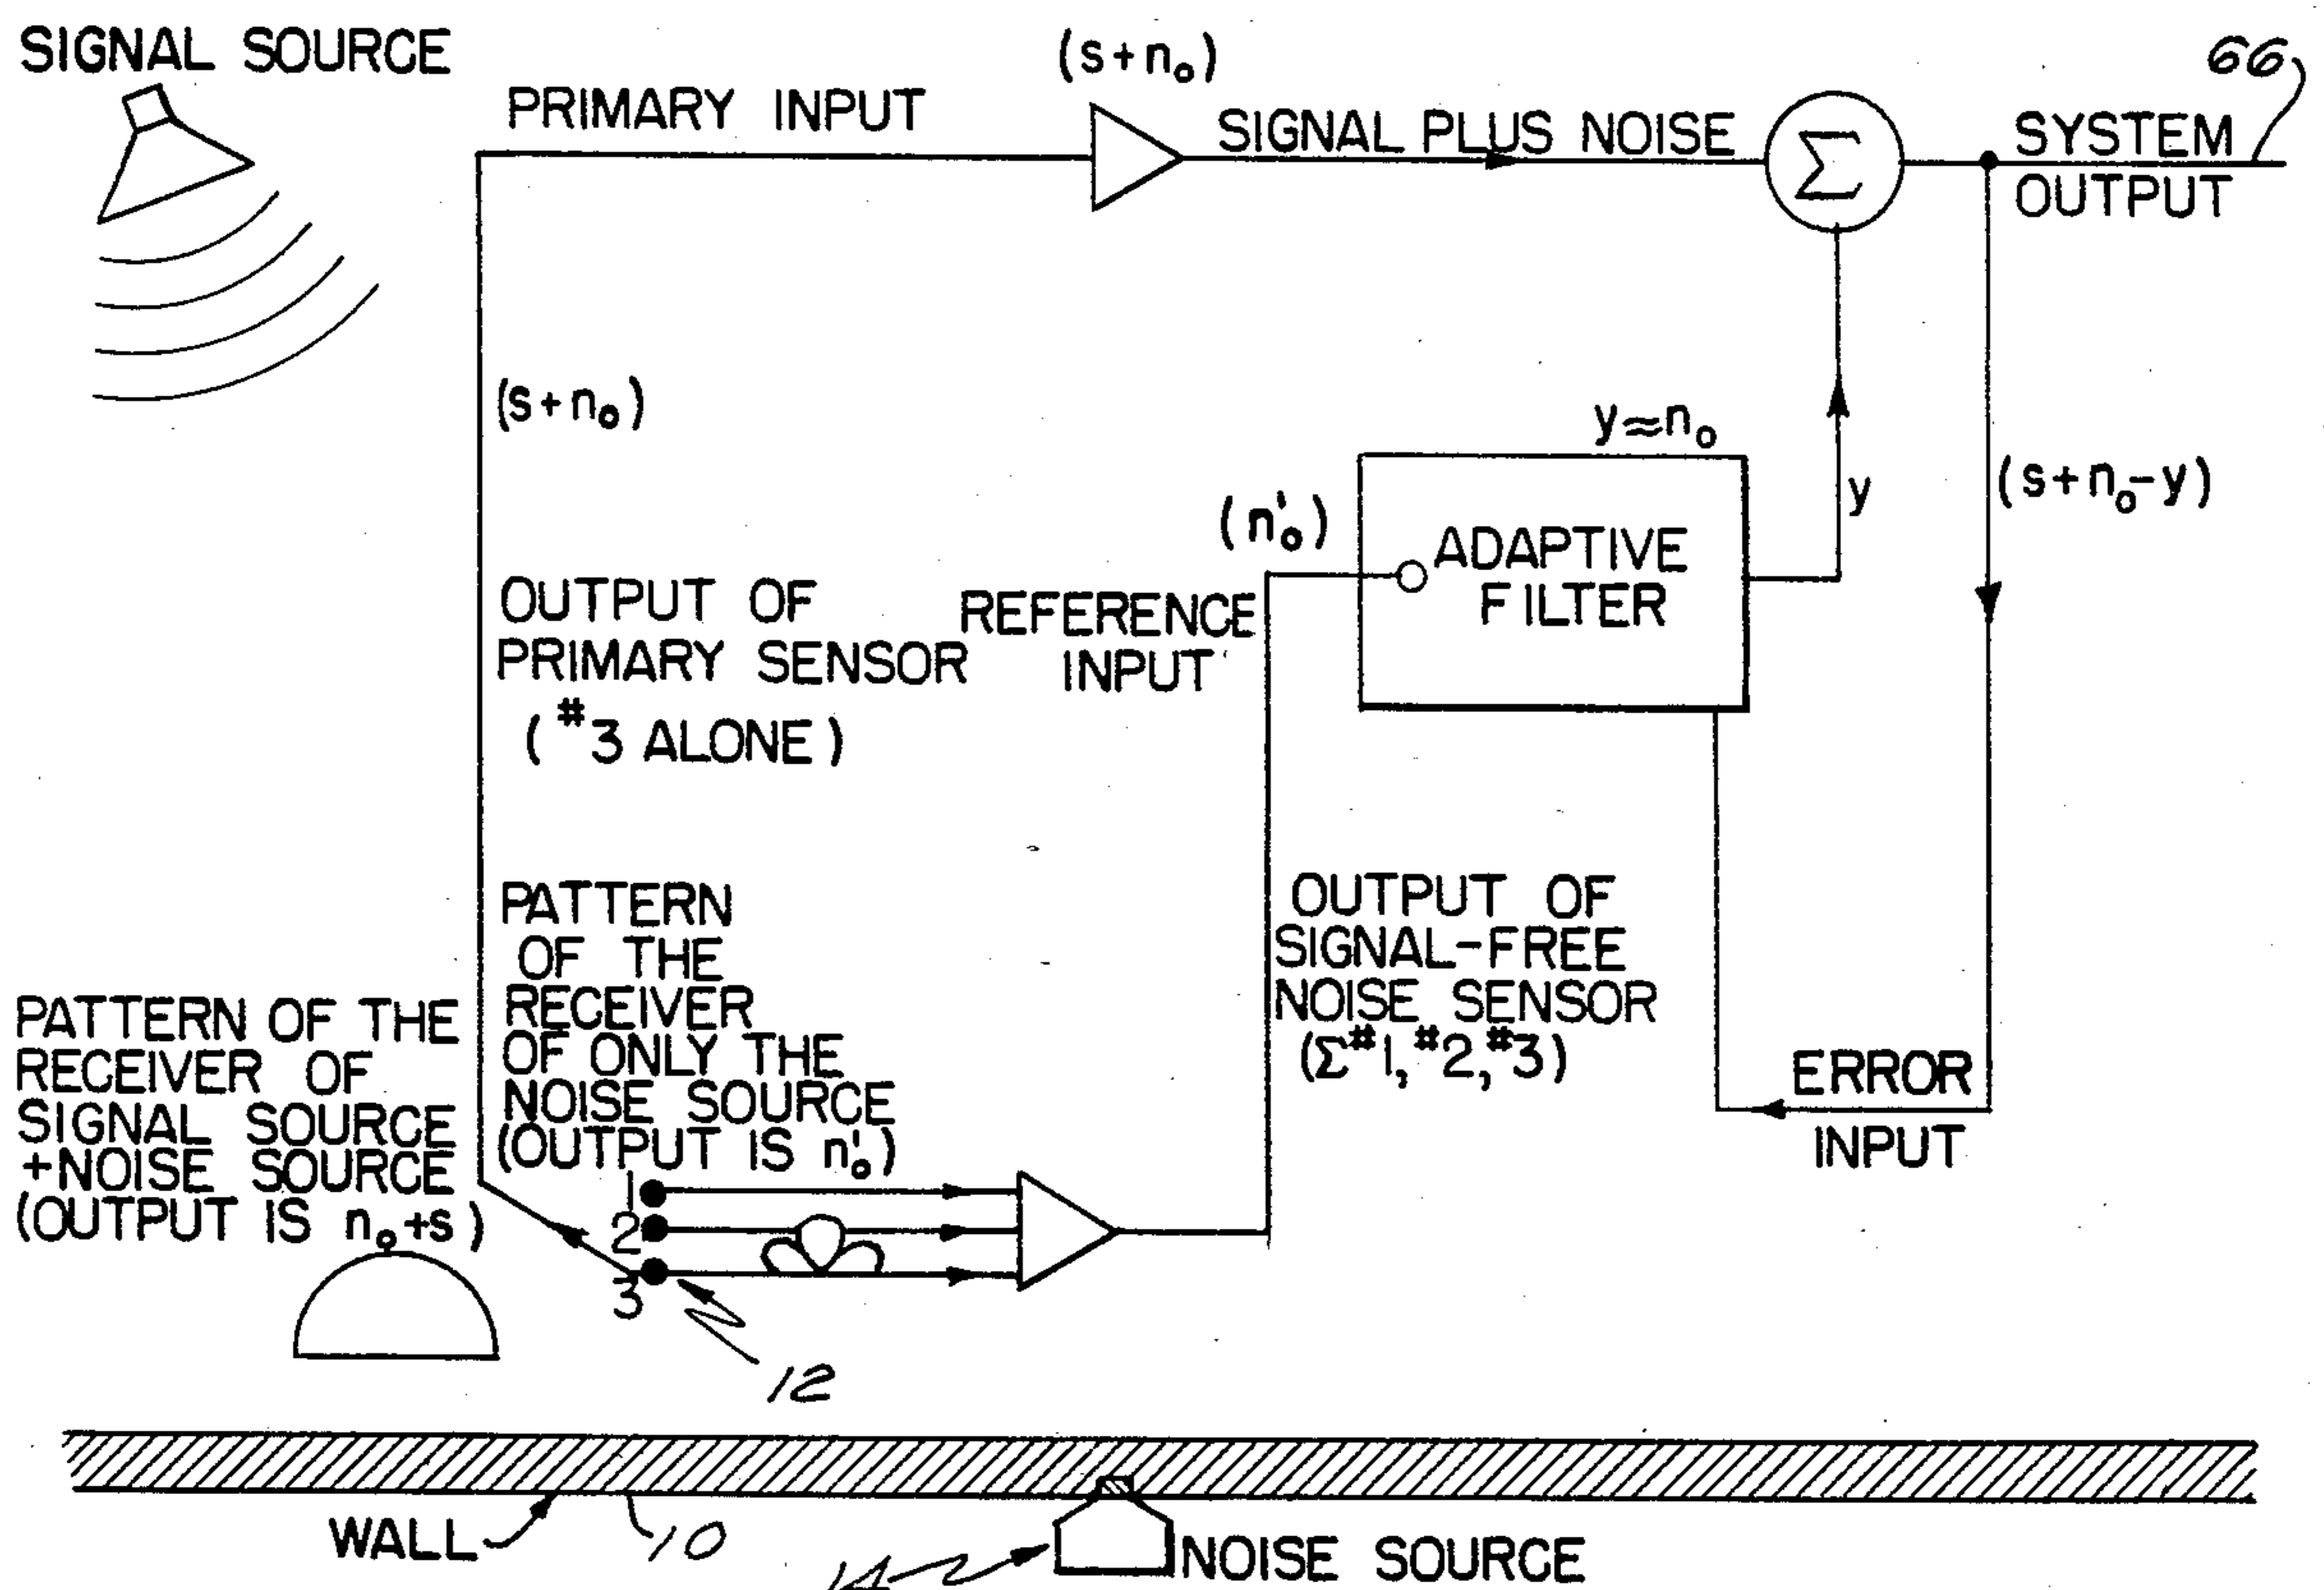 SIGNAL SOURCE
PRIMARY INPUT
(s+n₀)
SIGNAL PLUS NOISE
Σ
66
SYSTEM
OUTPUT
(s+n₀)
y≈n₀
(n'₀)
ADAPTIVE
FILTER
y
(s+n₀-y)
OUTPUT OF
PRIMARY SENSOR
(#3 ALONE)
REFERENCE
INPUT
PATTERN
OF THE
RECEIVER
OF ONLY THE
NOISE SOURCE
(OUTPUT IS n'₀)
OUTPUT OF
SIGNAL-FREE
NOISE SENSOR
(Σ#1,#2,#3)
ERROR
INPUT
PATTERN OF THE
RECEIVER OF
SIGNAL SOURCE
+NOISE SOURCE
(OUTPUT IS n₀+s)
1
2
3
12
WALL
10
14
NOISE SOURCE